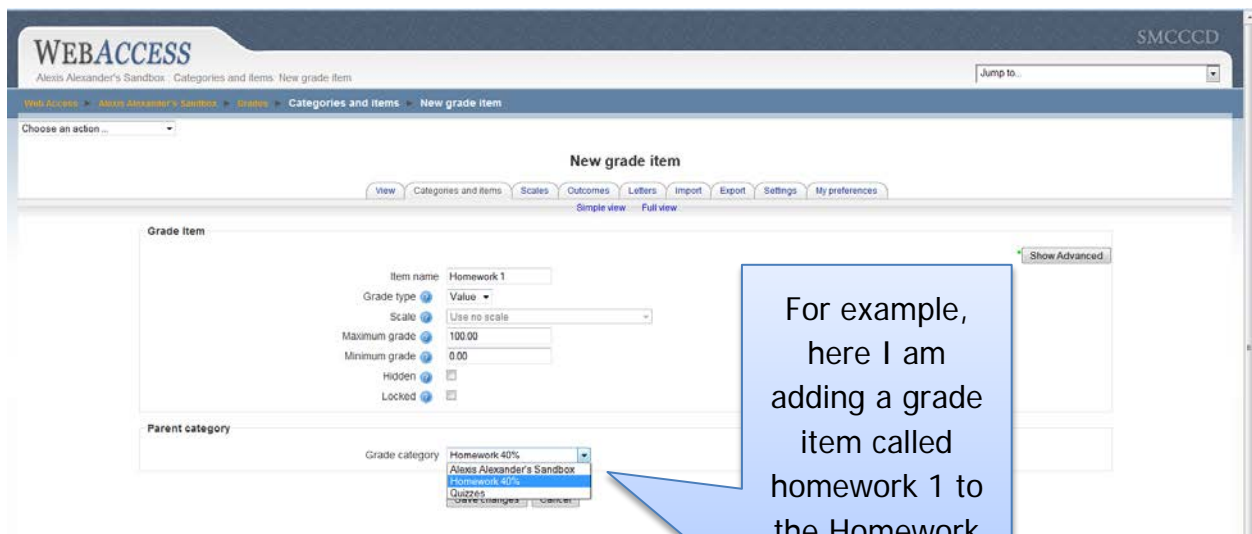 SMCCCD
WEBACCESS
Alexis Alexander's Sandbox : Categories and items: New grade item
Jump to...
Web Access ► Alexis Alexander's Sandbox ► Grades ► Categories and items ► New grade item
Choose an action ...
New grade item
View Categories and items Scales Outcomes Letters Import Export Settings My preferences
Simple view Full view
Grade Item
Show Advanced
Item name Homework 1
Grade type Value
Scale Use no scale
Maximum grade 100.00
Minimum grade 0.00
Hidden
Locked
Parent category
Grade category Homework 40%
Alexis Alexander's Sandbox
Homework 40%
Quizzes
Save changes Cancel
For example,
here I am
adding a grade
item called
homework 1 to
the Homework